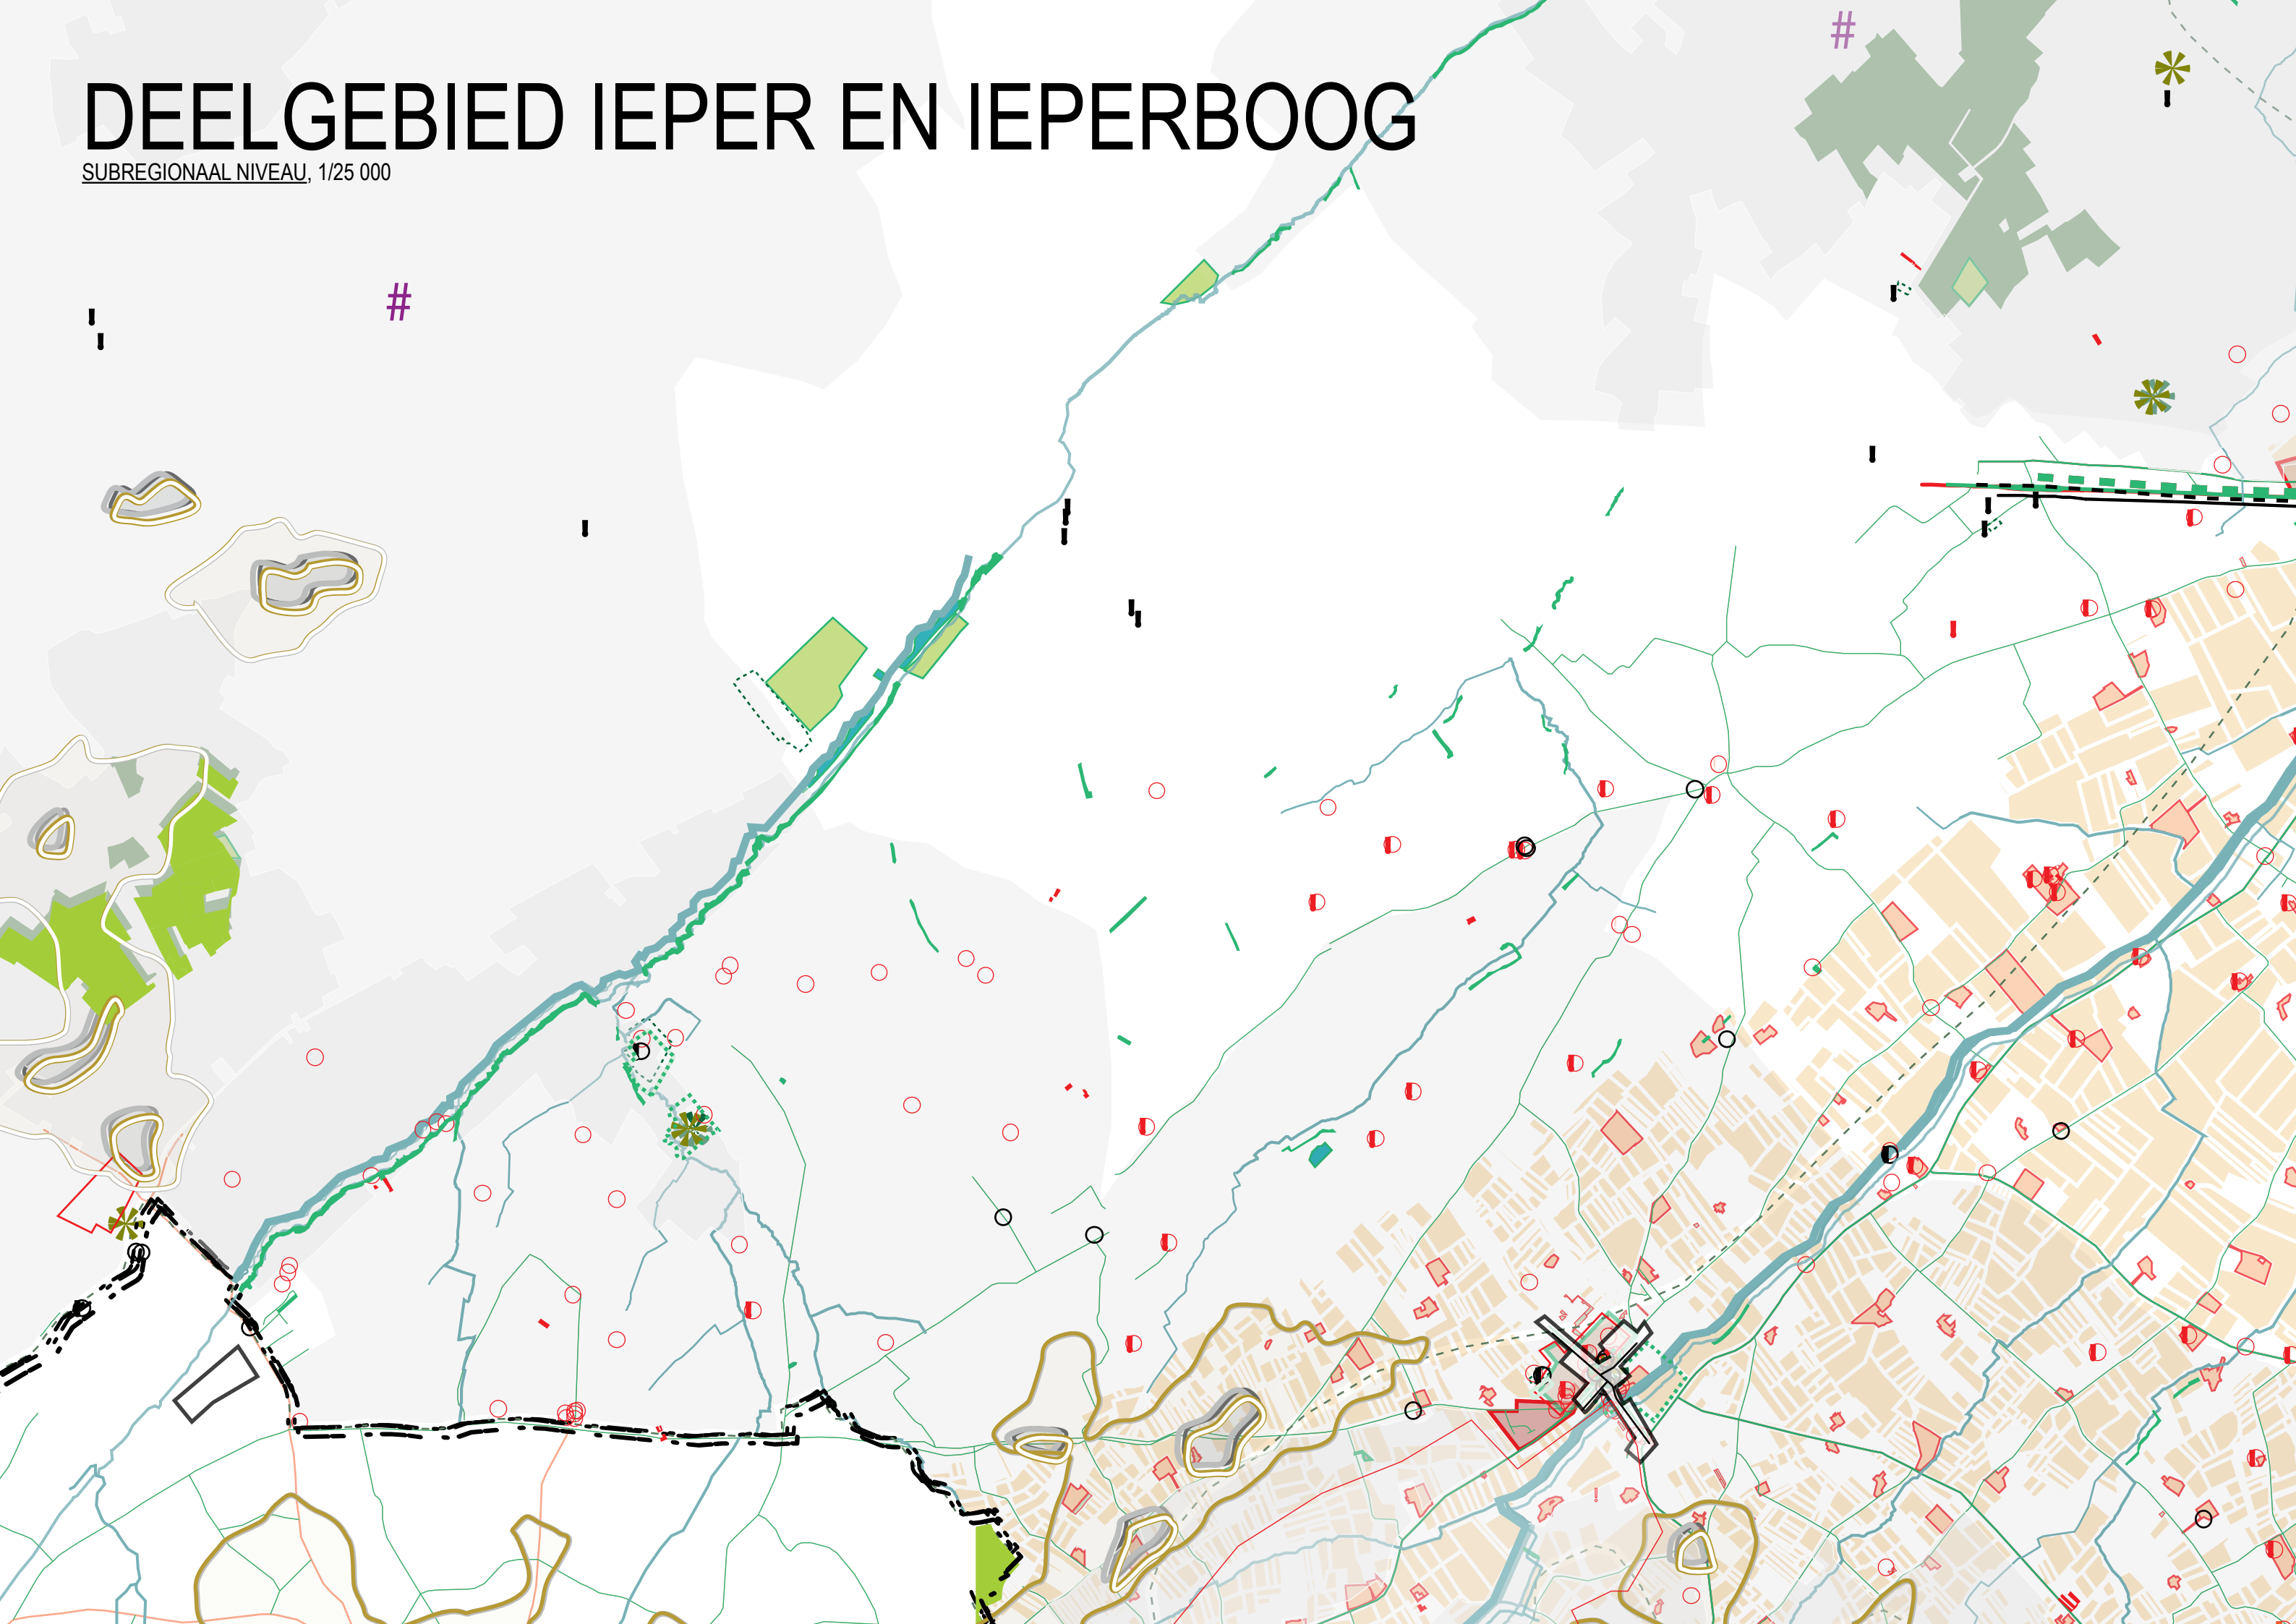 DEELGEBIED IEPER EN IEPERBOOG
SUBREGIONAAL NIVEAU, 1/25 000
#
#